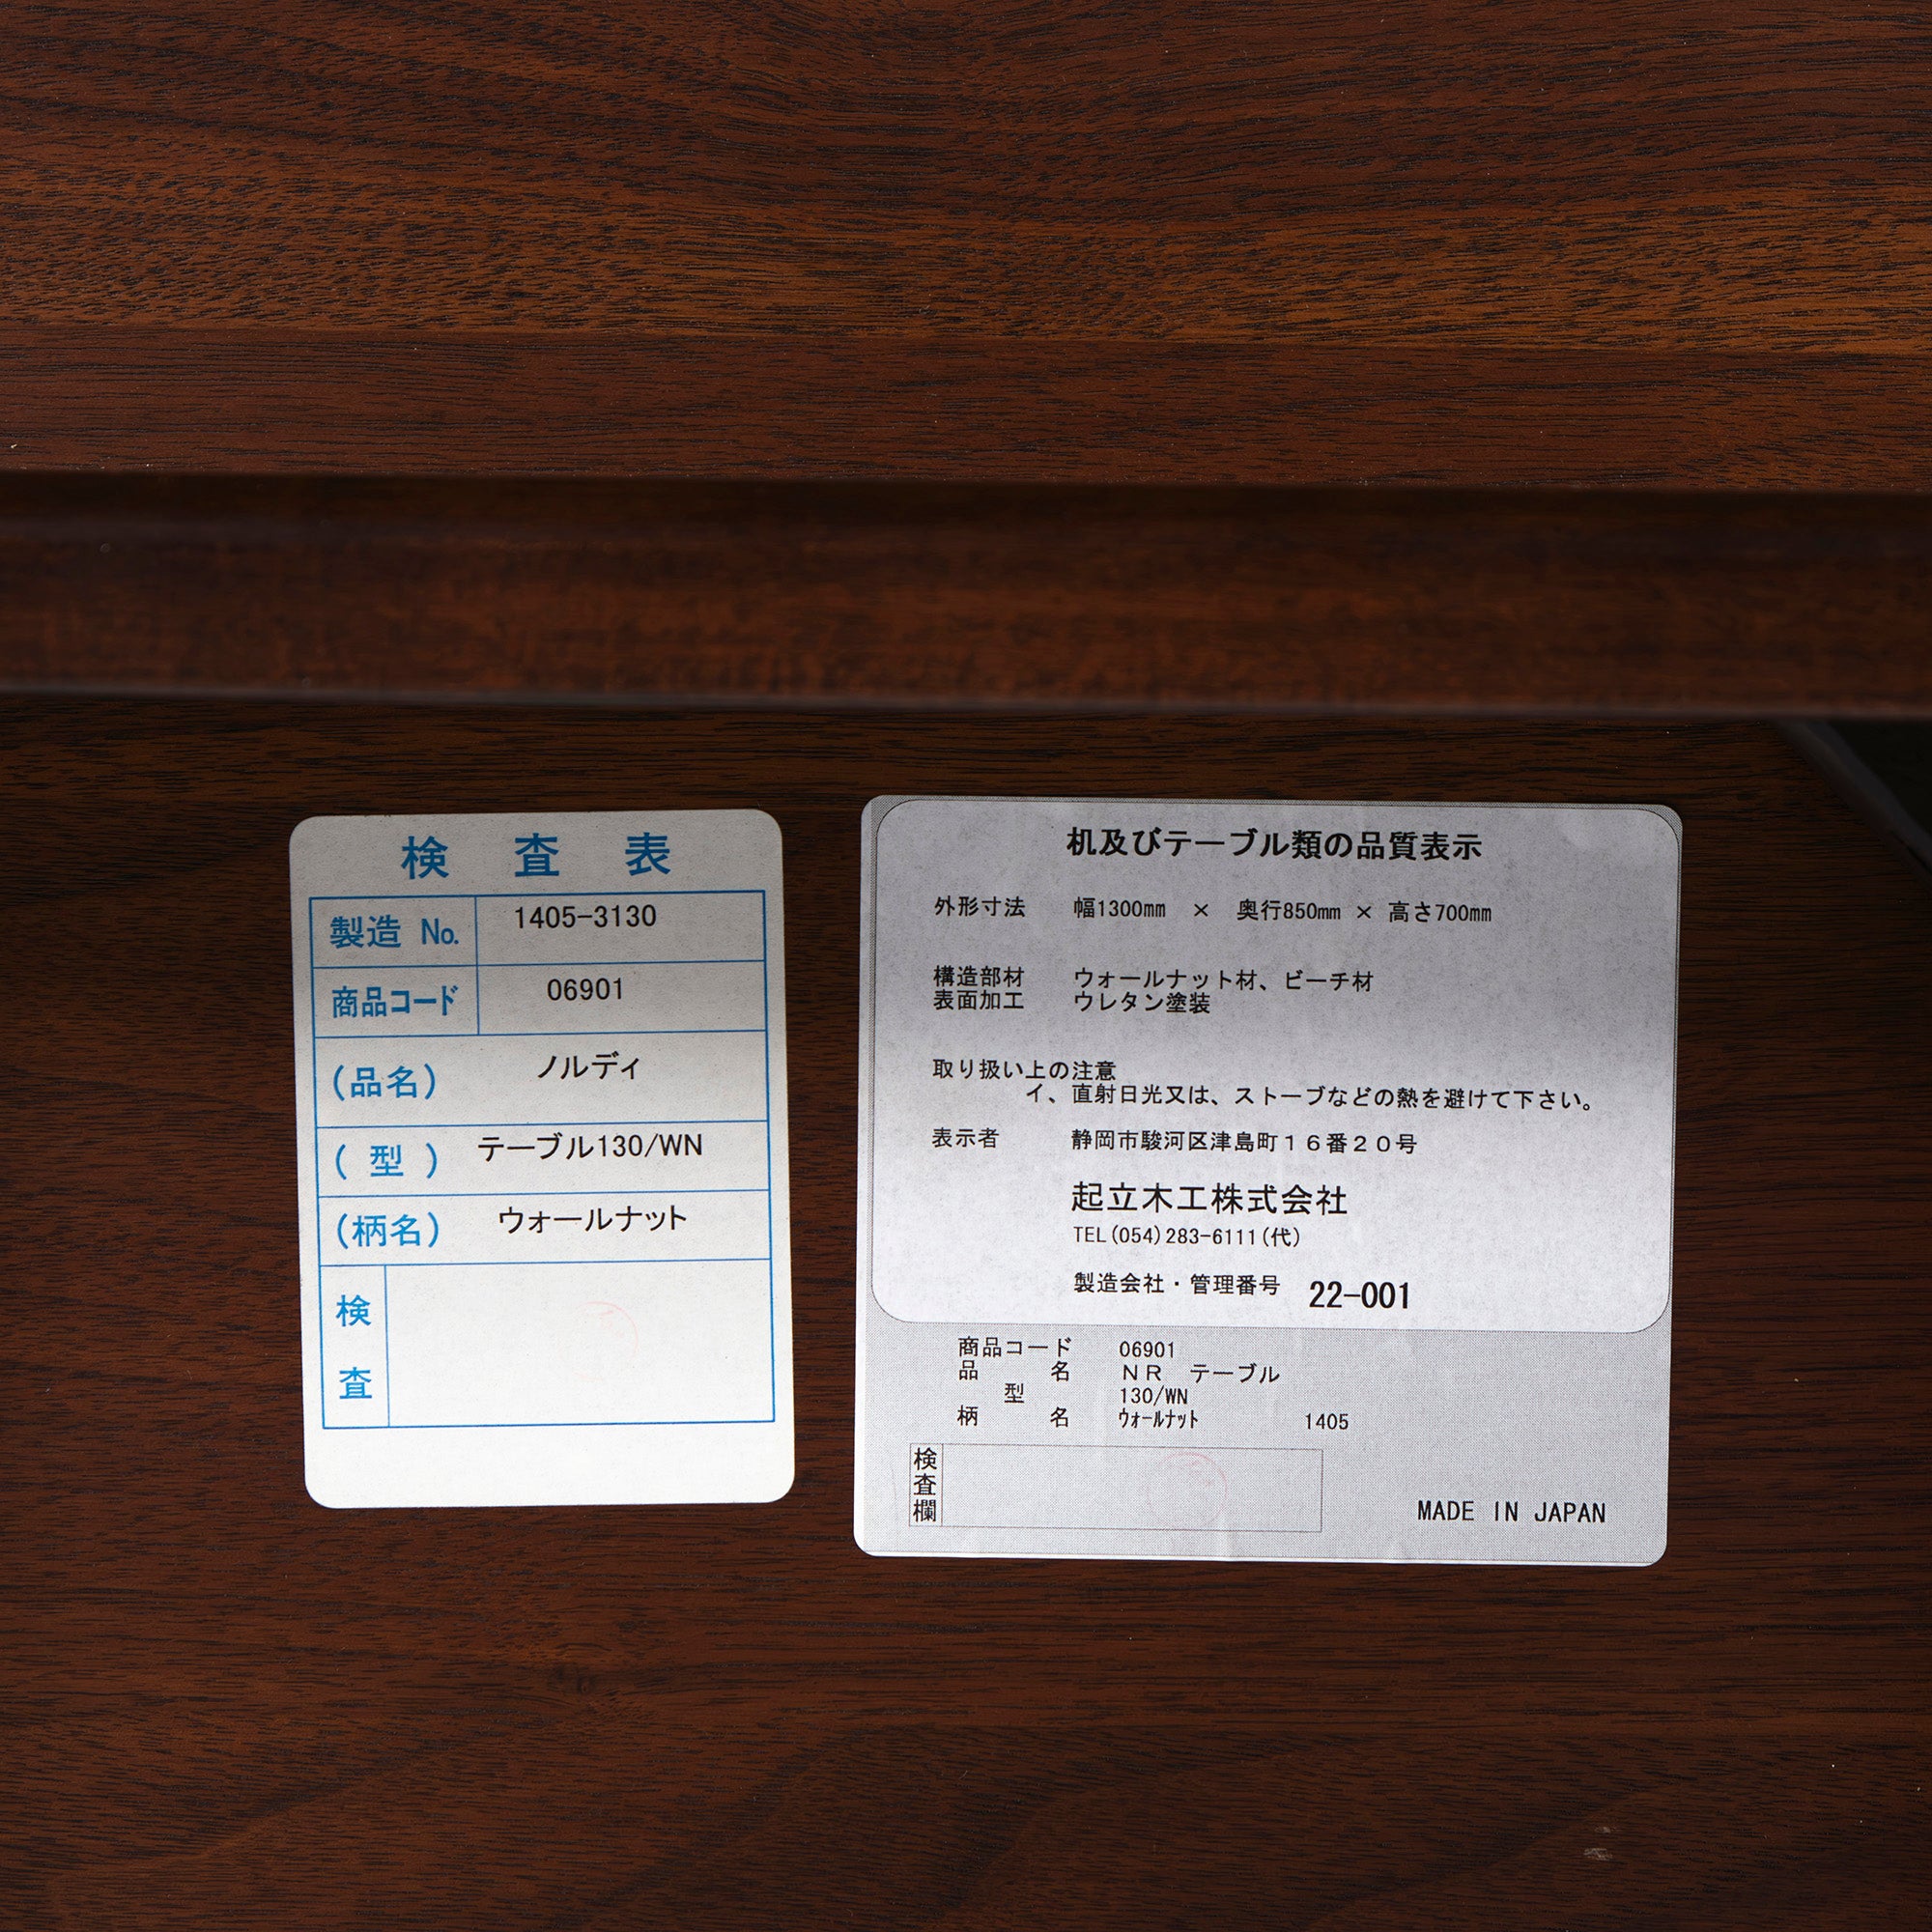 検査表
製造 No. 1405-3130
商品コード 06901
(品名) ノルディ
(型) テーブル130/WN
(柄名) ウォールナット
検査
机及びテーブル類の品質表示
外形寸法 幅1300㎜ × 奥行850㎜ × 高さ700㎜
構造部材 ウォールナット材、ビーチ材
表面加工 ウレタン塗装
取り扱い上の注意
イ、直射日光又は、ストーブなどの熱を避けて下さい。
表示者 静岡市駿河区津島町16番20号
起立木工株式会社
TEL(054)283-6111(代)
製造会社・管理番号 22-001
商品コード 06901
品名 NR テーブル
型 130/WN
柄名 ウォールナット 1405
検査欄
MADE IN JAPAN